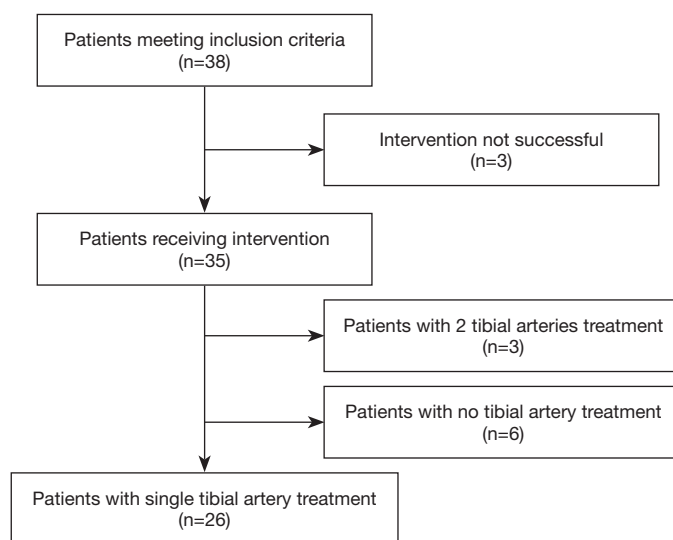 Patients meeting inclusion criteria
(n=38)
Intervention not successful
(n=3)
Patients receiving intervention
(n=35)
Patients with 2 tibial arteries treatment
(n=3)
Patients with no tibial artery treatment
(n=6)
Patients with single tibial artery treatment
(n=26)